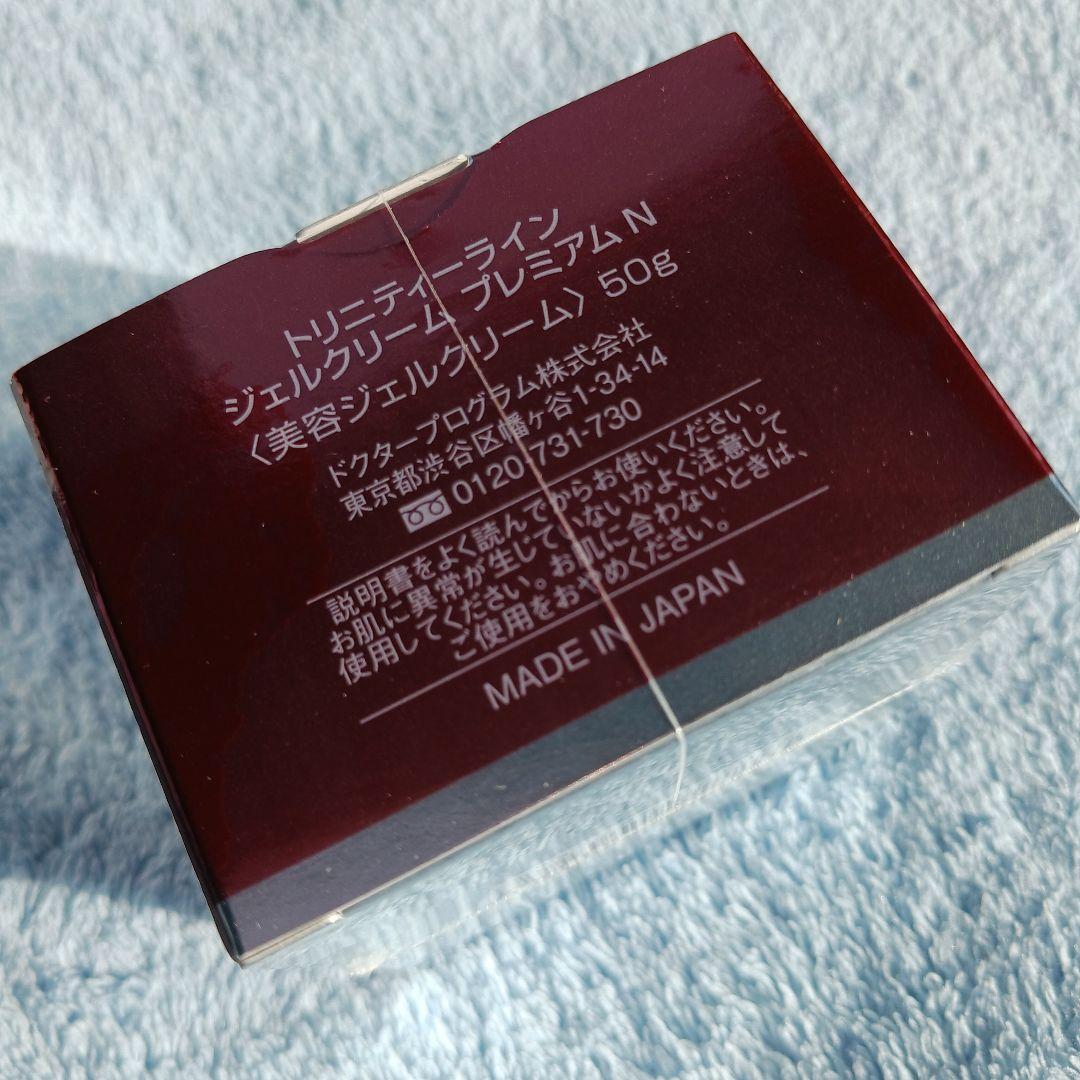 トリニティーライン
ジェルクリーム プレミアムN
〈美容ジェルクリーム〉 50g
ドクタープログラム株式会社
東京都渋谷区幡ヶ谷1-34-14
0120-731-730
説明書をよく読んでからお使いください。
お肌に異常が生じていないかよく注意して
使用してください。お肌に合わないときは、
ご使用をおやめください。
MADE IN JAPAN